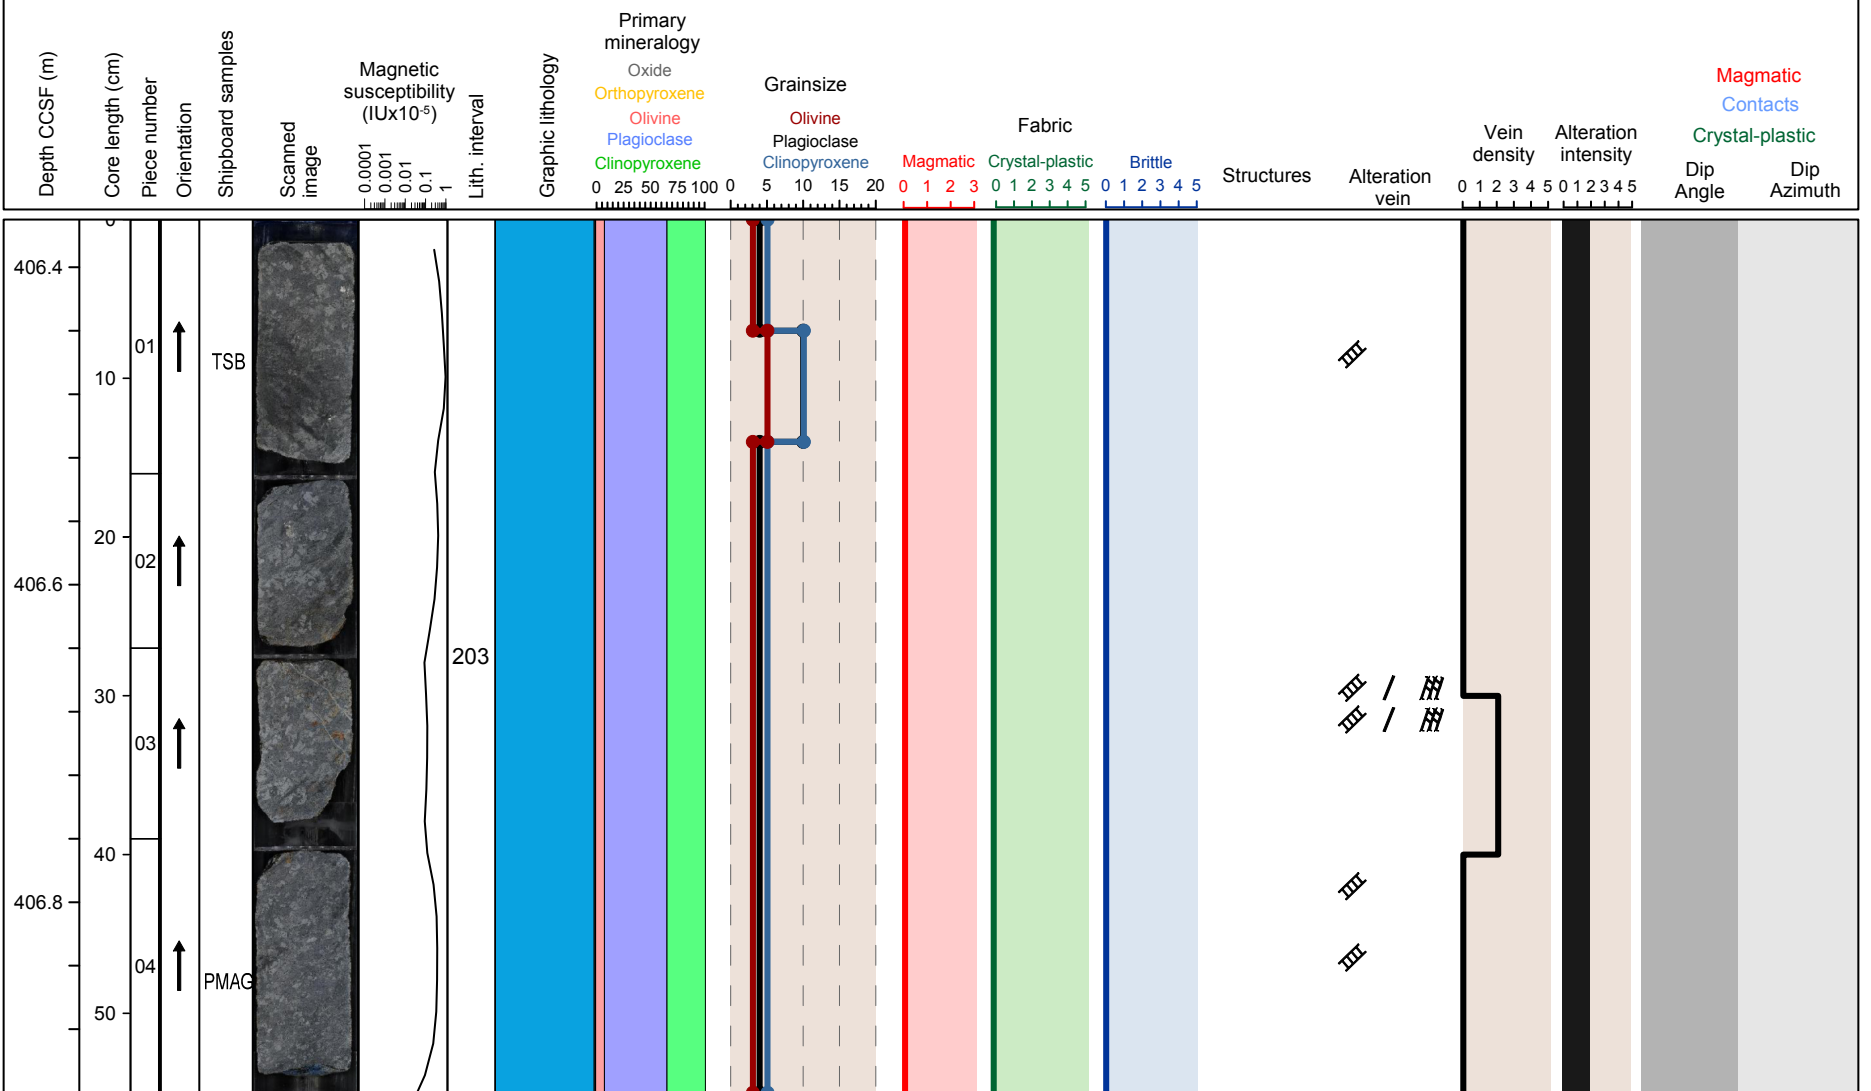 Depth CCSF (m)
Core length (cm)
Piece number
Orientation
Shipboard samples
Scanned
image
Magnetic
susceptibility
(IUx10-5)
0.0001
0.001
0.01
0.1
1
Lith. interval
Graphic lithology
Primary
mineralogy
Oxide
Orthopyroxene
Olivine
Plagioclase
Clinopyroxene
0 25 50 75 100
Grainsize
Olivine
Plagioclase
Clinopyroxene
0 5 10 15 20
Fabric
Magmatic
0 1 2 3
Crystal-plastic
0 1 2 3 4 5
Brittle
0 1 2 3 4 5
Structures
Alteration
vein
Vein
density
0 1 2 3 4 5
Alteration
intensity
0 1 2 3 4 5
Magmatic
Contacts
Crystal-plastic
Dip
Angle
Dip
Azimuth
0
406.4
01
TSB
10
20
02
406.6
203
30
03
40
406.8
04
PMAG
50